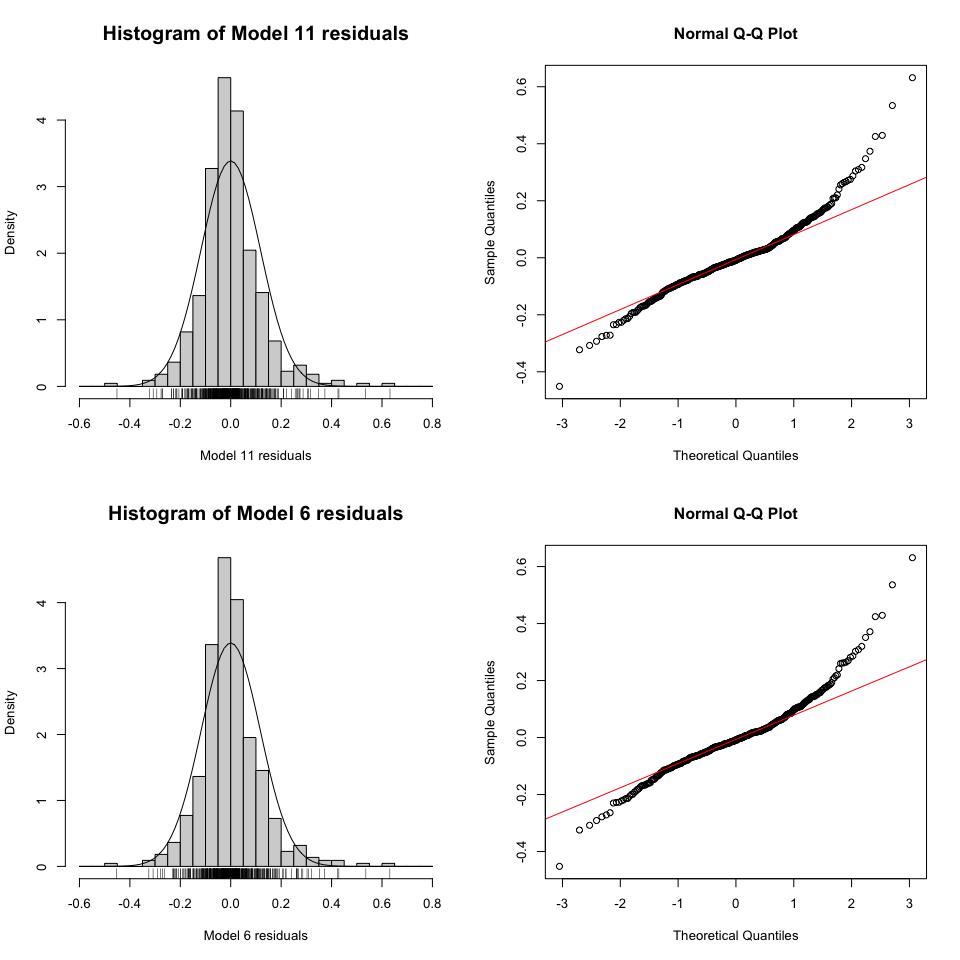 Histogram of Model 11 residuals
Density
0 1 2 3 4
-0.6 -0.4 -0.2 0.0 0.2 0.4 0.6 0.8
Model 11 residuals
Normal Q-Q Plot
Sample Quantiles
-0.4 -0.2 0.0 0.2 0.4 0.6
-3 -2 -1 0 1 2 3
Theoretical Quantiles
Histogram of Model 6 residuals
Density
0 1 2 3 4
-0.6 -0.4 -0.2 0.0 0.2 0.4 0.6 0.8
Model 6 residuals
Normal Q-Q Plot
Sample Quantiles
-0.4 -0.2 0.0 0.2 0.4 0.6
-3 -2 -1 0 1 2 3
Theoretical Quantiles